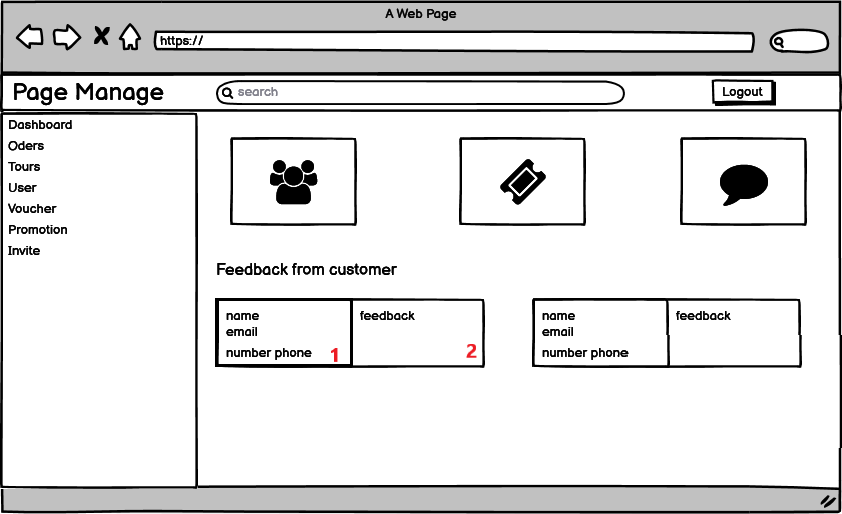 A Web Page
https://
Page Manage
search
Logout
Dashboard
Oders
Tours
User
Voucher
Promotion
Invite
Feedback from customer
name
email
number phone 1
feedback
2
name
email
number phone
feedback